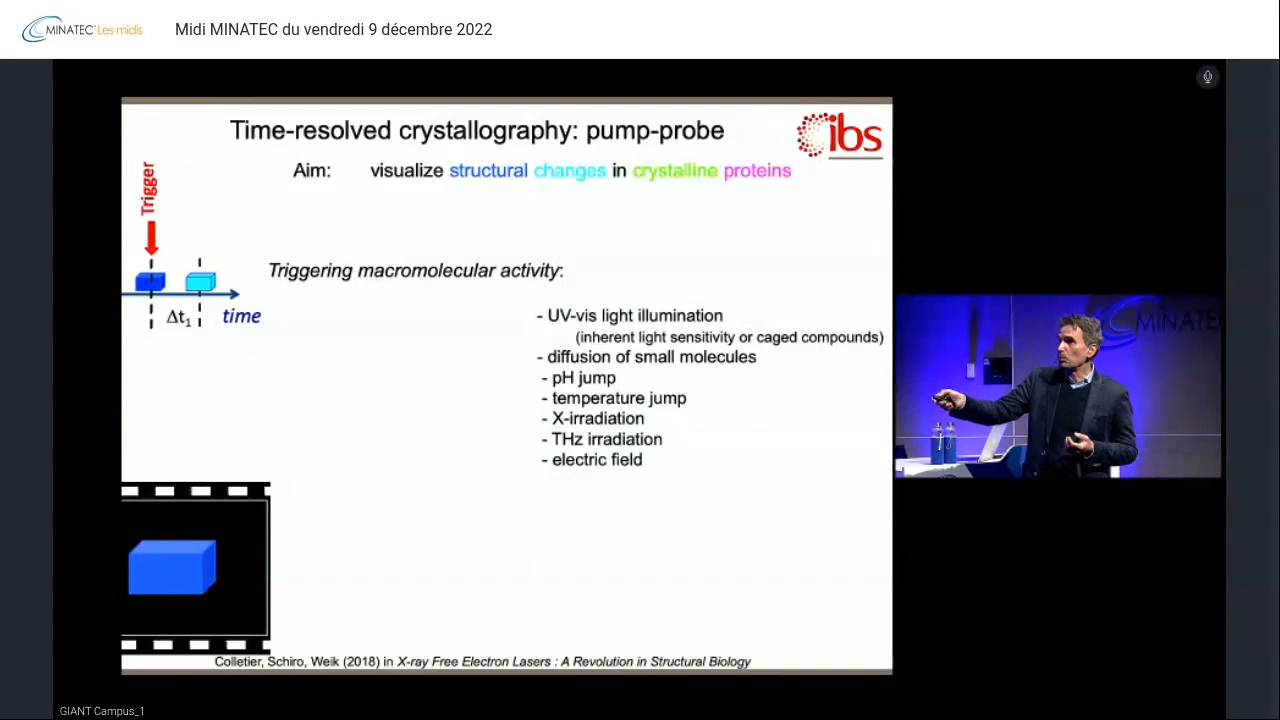 MINATEC Les midis
Midi MINATEC du vendredi 9 décembre 2022
Time-resolved crystallography: pump-probe
ibs
Aim: visualize structural changes in crystalline proteins
Trigger
Triggering macromolecular activity:
Δt1 time
- UV-vis light illumination
(inherent light sensitivity or caged compounds)
- diffusion of small molecules
- pH jump
- temperature jump
- X-irradiation
- THz irradiation
- electric field
MINATE
Colletier, Schiro, Weik (2018) in X-ray Free Electron Lasers : A Revolution in Structural Biology
GIANT Campus_1